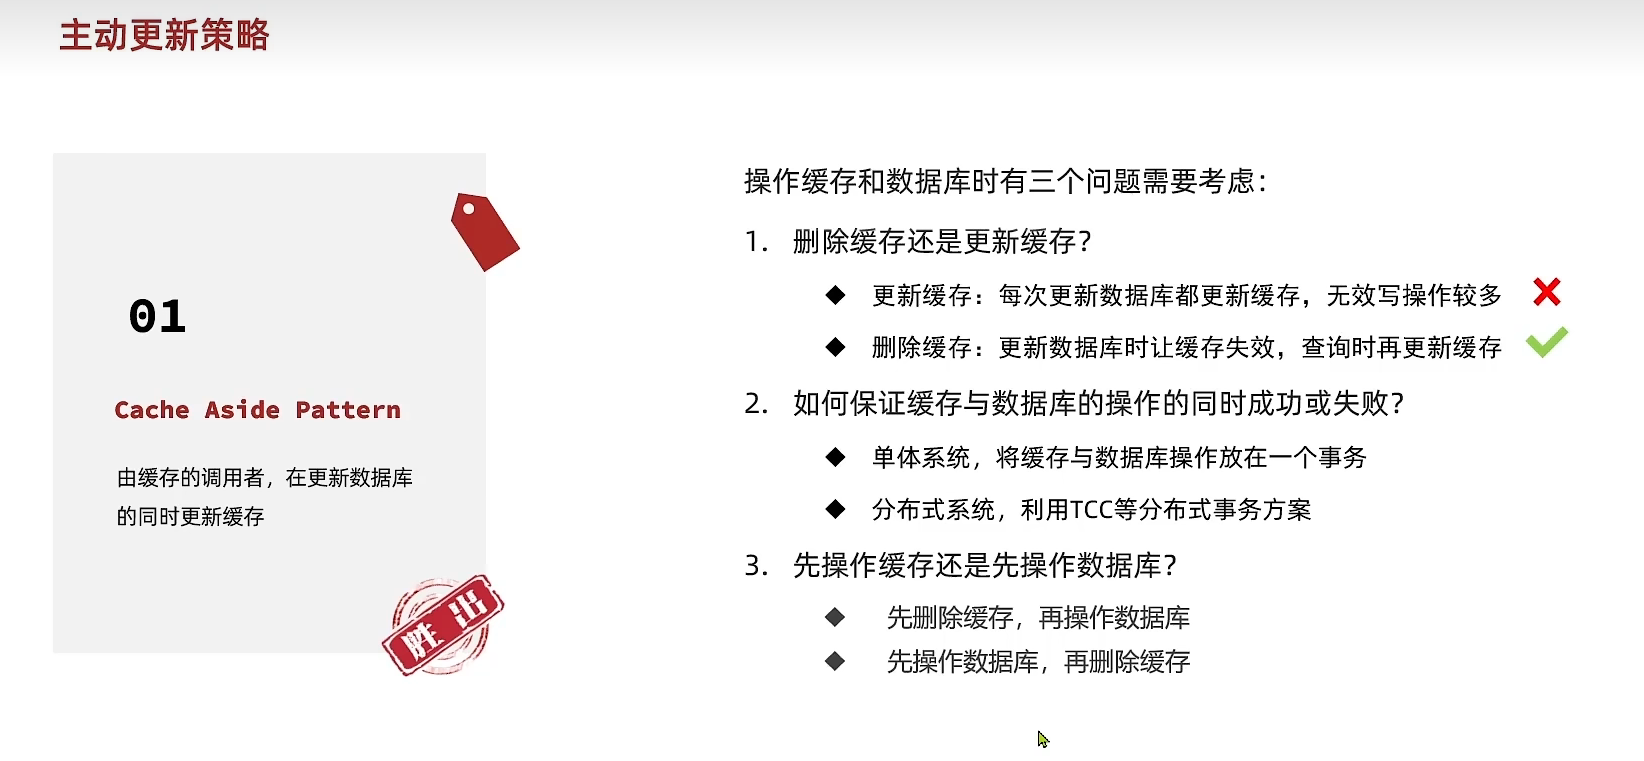 主动更新策略
01
Cache Aside Pattern
由缓存的调用者，在更新数据库
的同时更新缓存
胜出
操作缓存和数据库时有三个问题需要考虑：
1. 删除缓存还是更新缓存？
◆ 更新缓存：每次更新数据库都更新缓存，无效写操作较多
◆ 删除缓存：更新数据库时让缓存失效，查询时再更新缓存
2. 如何保证缓存与数据库的操作的同时成功或失败？
◆ 单体系统，将缓存与数据库操作放在一个事务
◆ 分布式系统，利用TCC等分布式事务方案
3. 先操作缓存还是先操作数据库？
◆ 先删除缓存，再操作数据库
◆ 先操作数据库，再删除缓存